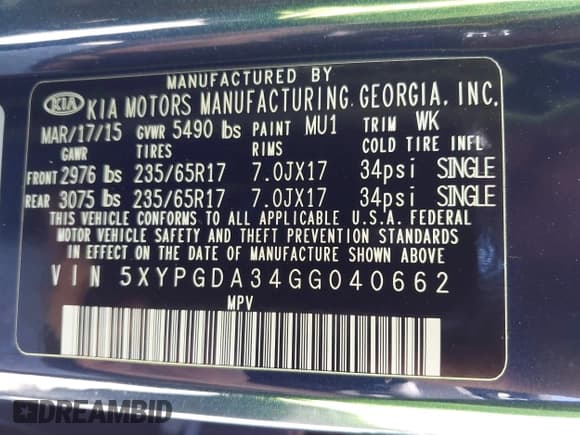 MANUFACTURED BY
KIA KIA MOTORS MANUFACTURING GEORGIA, INC.
MAR/17/15 GVWR 5490 lbs PAINT MU1 TRIM WK
GAWR TIRES RIMS COLD TIRE INFL
FRONT 2976 lbs 235/65R17 7.0JX17 34psi SINGLE
REAR 3075 lbs 235/65R17 7.0JX17 34psi SINGLE
THIS VEHICLE CONFORMS TO ALL APPLICABLE U.S.A. FEDERAL
MOTOR VEHICLE SAFETY AND THEFT PREVENTION STANDARDS
IN EFFECT ON THE DATE OF MANUFACTURE SHOWN ABOVE
VIN 5XYPGDA34GG040662
MPV
DREAMBID